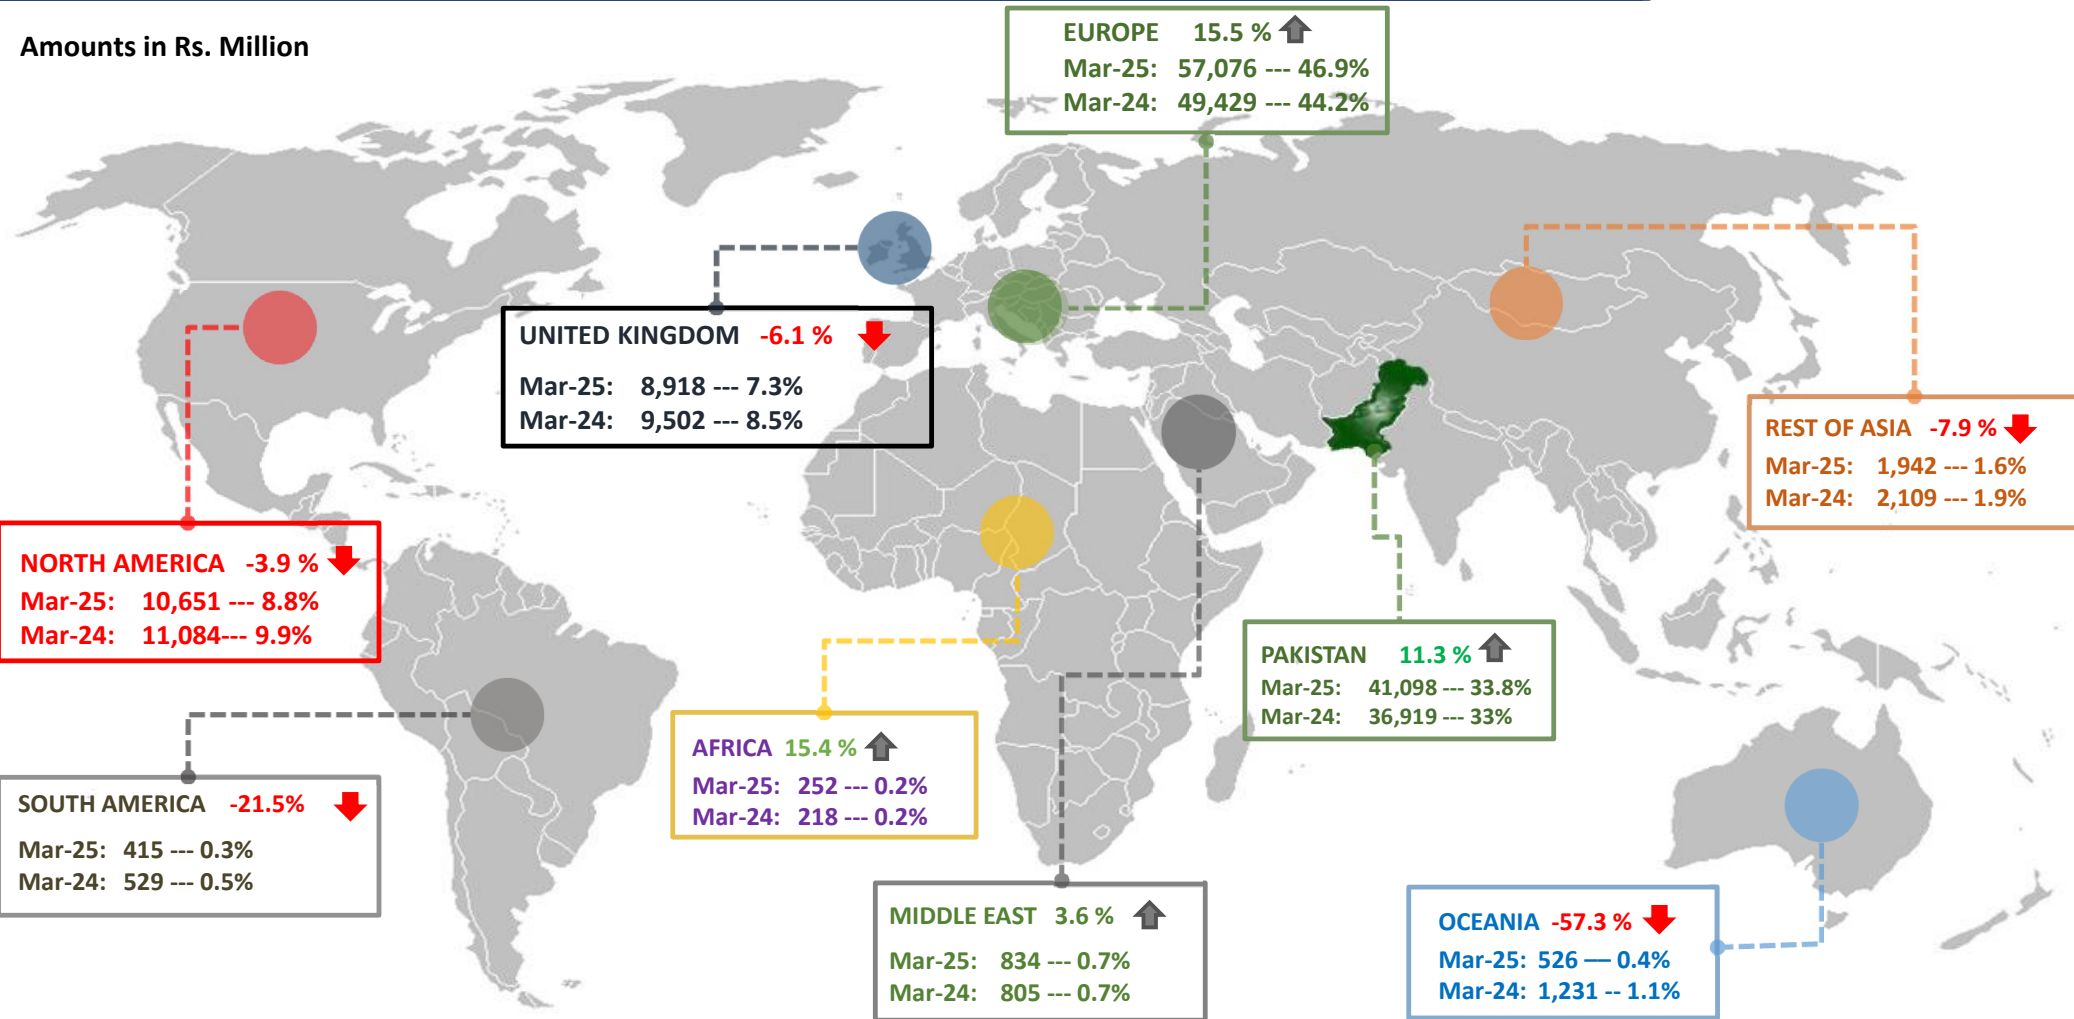 Amounts in Rs. Million
EUROPE 15.5 %
Mar-25: 57,076 --- 46.9%
Mar-24: 49,429 --- 44.2%
UNITED KINGDOM -6.1 %
Mar-25: 8,918 --- 7.3%
Mar-24: 9,502 --- 8.5%
REST OF ASIA -7.9 %
Mar-25: 1,942 --- 1.6%
Mar-24: 2,109 --- 1.9%
NORTH AMERICA -3.9 %
Mar-25: 10,651 --- 8.8%
Mar-24: 11,084--- 9.9%
PAKISTAN 11.3 %
Mar-25: 41,098 --- 33.8%
Mar-24: 36,919 --- 33%
AFRICA 15.4 %
Mar-25: 252 --- 0.2%
Mar-24: 218 --- 0.2%
SOUTH AMERICA -21.5%
Mar-25: 415 --- 0.3%
Mar-24: 529 --- 0.5%
MIDDLE EAST 3.6 %
Mar-25: 834 --- 0.7%
Mar-24: 805 --- 0.7%
OCEANIA -57.3 %
Mar-25: 526 –– 0.4%
Mar-24: 1,231 -- 1.1%